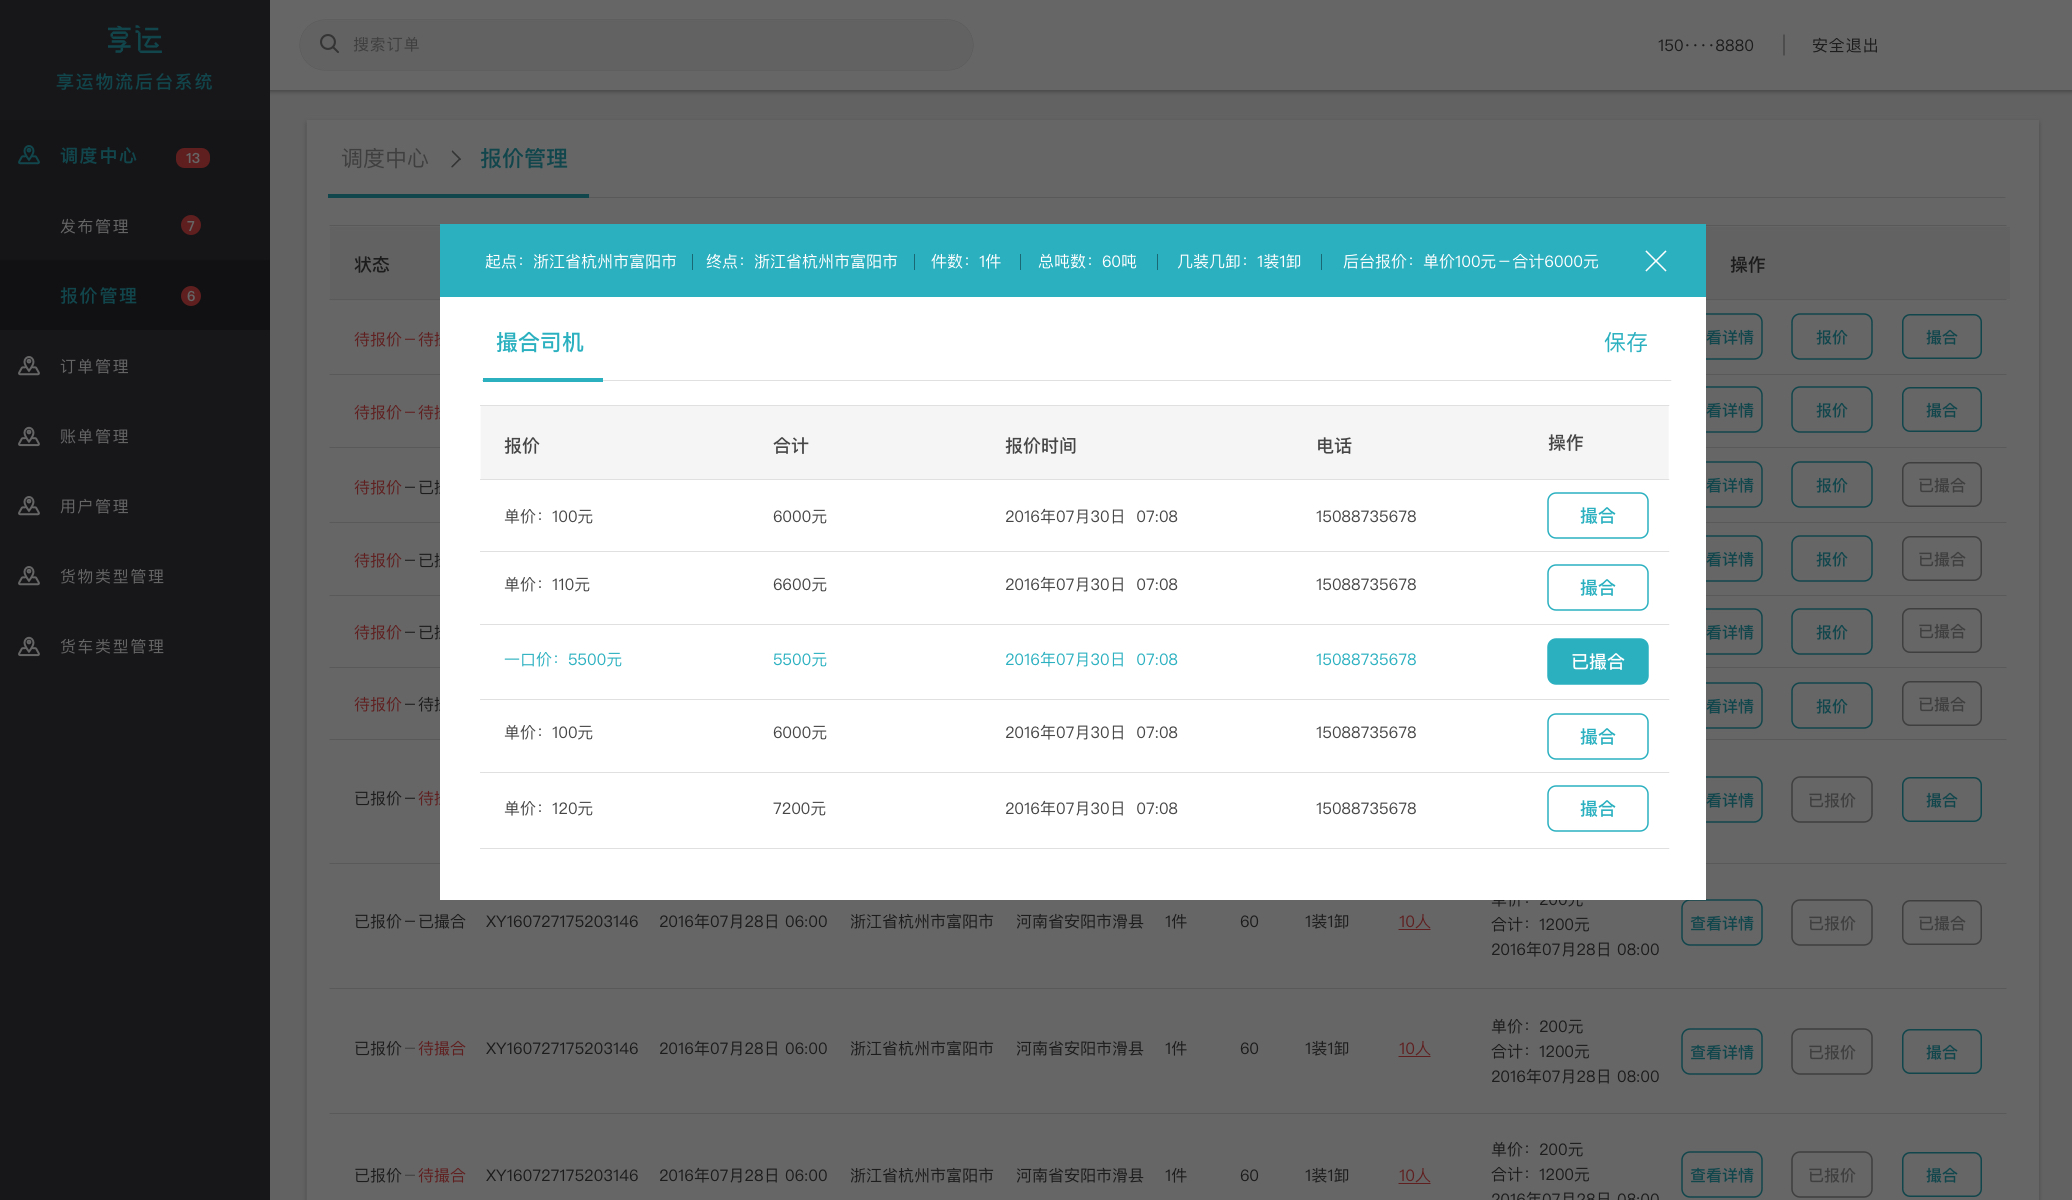 享运
享运物流后台系统
搜索订单
150····8880 安全退出
调度中心 13
发布管理 7
报价管理 6
订单管理
账单管理
用户管理
货物类型管理
货车类型管理
调度中心 > 报价管理
状态 操作
起点：浙江省杭州市富阳市 | 终点：浙江省杭州市富阳市 | 件数：1件 | 总吨数：60吨 | 几装几卸：1装1卸 | 后台报价：单价100元－合计6000元
撮合司机 保存
报价 合计 报价时间 电话 操作
单价：100元 6000元 2016年07月30日 07:08 15088735678 撮合
单价：110元 6600元 2016年07月30日 07:08 15088735678 撮合
一口价：5500元 5500元 2016年07月30日 07:08 15088735678 已撮合
单价：100元 6000元 2016年07月30日 07:08 15088735678 撮合
单价：120元 7200元 2016年07月30日 07:08 15088735678 撮合
待报价－待 看详情 报价 撮合
待报价－待 看详情 报价 撮合
待报价－已 看详情 报价 已撮合
待报价－已 看详情 报价 已撮合
待报价－已 看详情 报价 已撮合
待报价－待 看详情 报价 已撮合
已报价－待 看详情 已报价 撮合
单价：200元
已报价－已撮合 XY160727175203146 2016年07月28日 06:00 浙江省杭州市富阳市 河南省安阳市滑县 1件 60 1装1卸 10人 合计：1200元 查看详情 已报价 已撮合
2016年07月28日 08:00
单价：200元
已报价－待撮合 XY160727175203146 2016年07月28日 06:00 浙江省杭州市富阳市 河南省安阳市滑县 1件 60 1装1卸 10人 合计：1200元 查看详情 已报价 撮合
2016年07月28日 08:00
单价：200元
已报价－待撮合 XY160727175203146 2016年07月28日 06:00 浙江省杭州市富阳市 河南省安阳市滑县 1件 60 1装1卸 10人 合计：1200元 查看详情 已报价 撮合
2016年07月28日 08:00